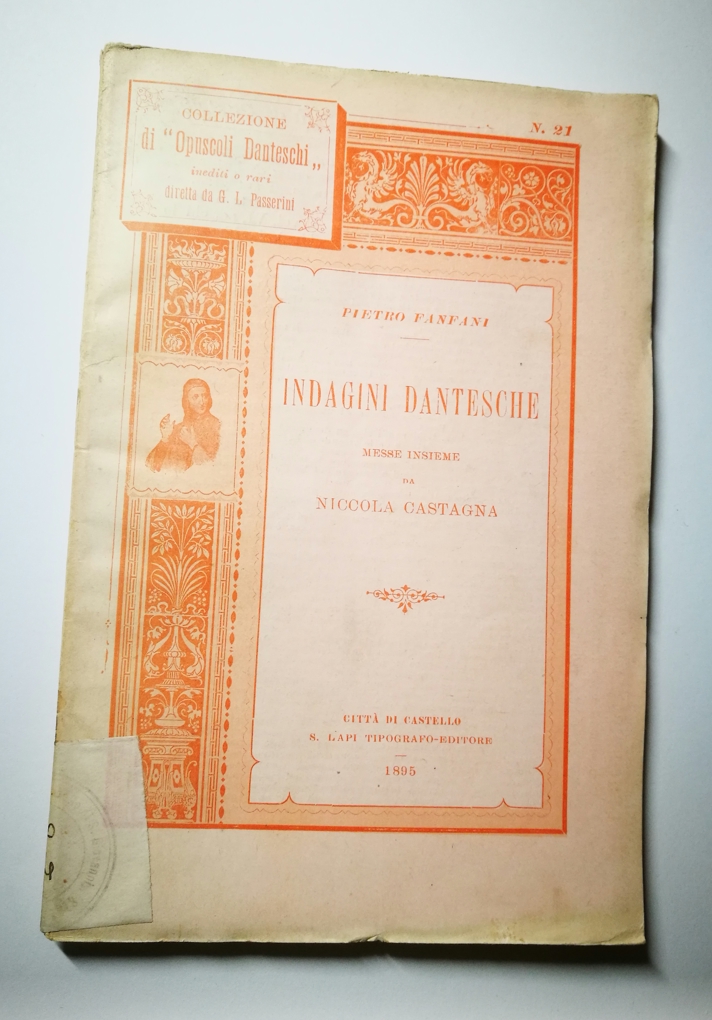 COLLEZIONE
di "Opuscoli Danteschi„
inediti o rari
diretta da G. L. Passerini
N. 21
PIETRO FANFANI
INDAGINI DANTESCHE
MESSE INSIEME
DA
NICCOLA CASTAGNA
CITTÀ DI CASTELLO
S. LAPI TIPOGRAFO-EDITORE
1895